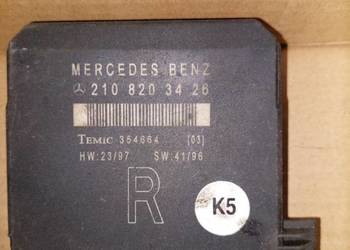 MERCEDES BENZ
210 820 34 26
TEMIC 354664 [03]
HW:23/97 SW:41/96
R
K5